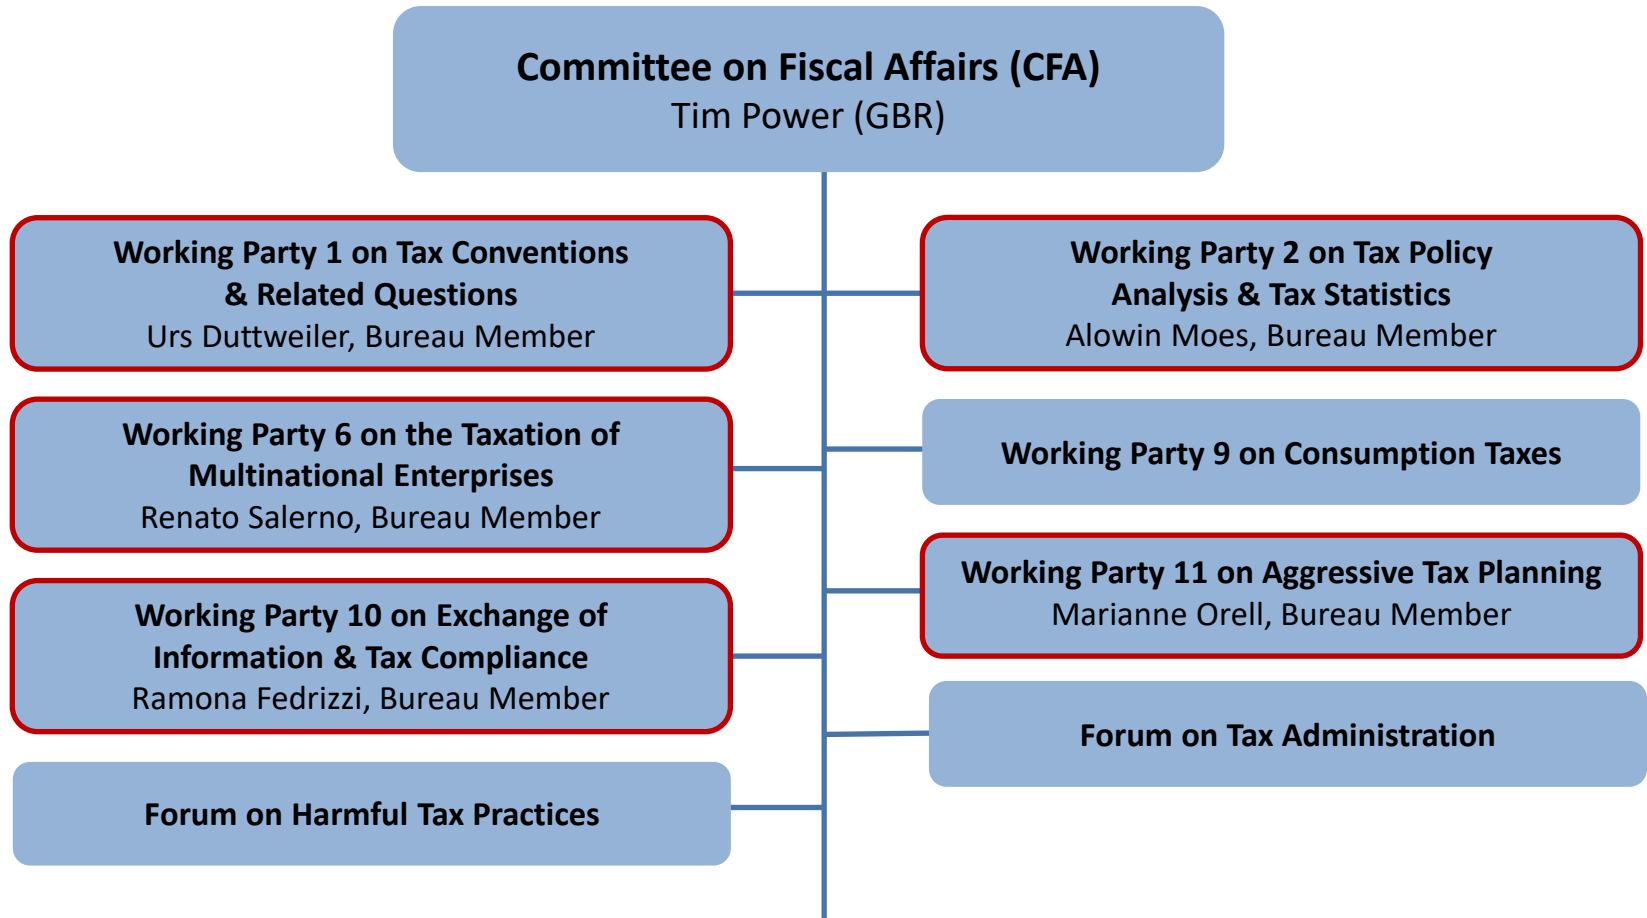 Committee on Fiscal Affairs (CFA)
Tim Power (GBR)
Working Party 1 on Tax Conventions
& Related Questions
Urs Duttweiler, Bureau Member
Working Party 2 on Tax Policy
Analysis & Tax Statistics
Alowin Moes, Bureau Member
Working Party 6 on the Taxation of
Multinational Enterprises
Renato Salerno, Bureau Member
Working Party 9 on Consumption Taxes
Working Party 10 on Exchange of
Information & Tax Compliance
Ramona Fedrizzi, Bureau Member
Working Party 11 on Aggressive Tax Planning
Marianne Orell, Bureau Member
Forum on Tax Administration
Forum on Harmful Tax Practices